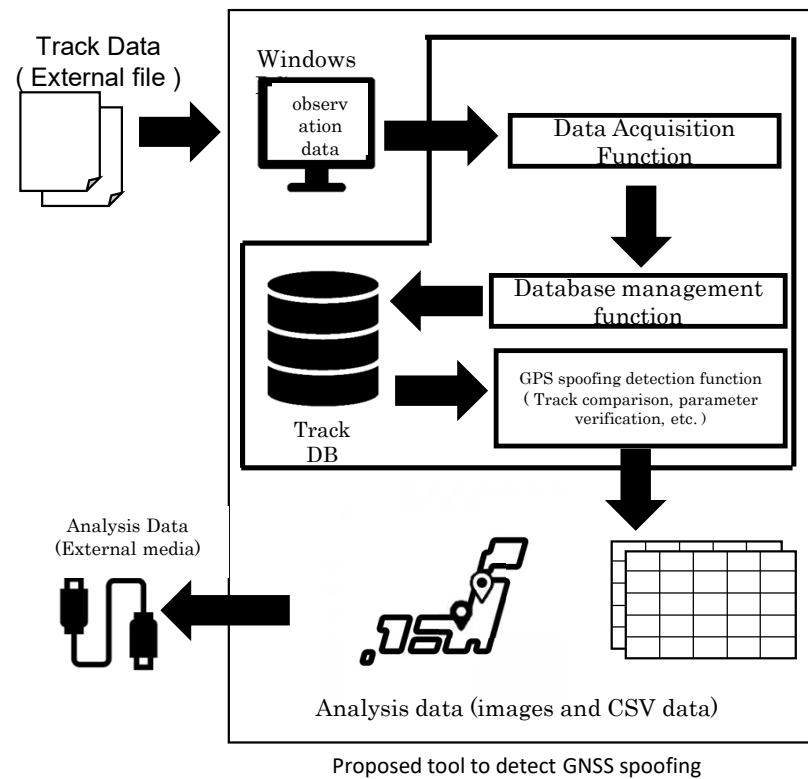 Track Data
( External file )
Windows
observ
ation
data
Data Acquisition
Function
Database management
function
GPS spoofing detection function
( Track comparison, parameter
verification, etc. )
Track
DB
Analysis Data
(External media)
Analysis data (images and CSV data)
Proposed tool to detect GNSS spoofing